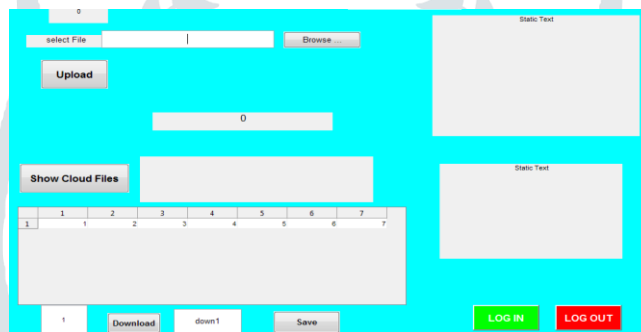 0
Static Text
select File
Browse ...
Upload
0
Show Cloud Files
Static Text
1 2 3 4 5 6 7
1 1 2 3 4 5 6 7
1
Download
down1
Save
LOG IN
LOG OUT